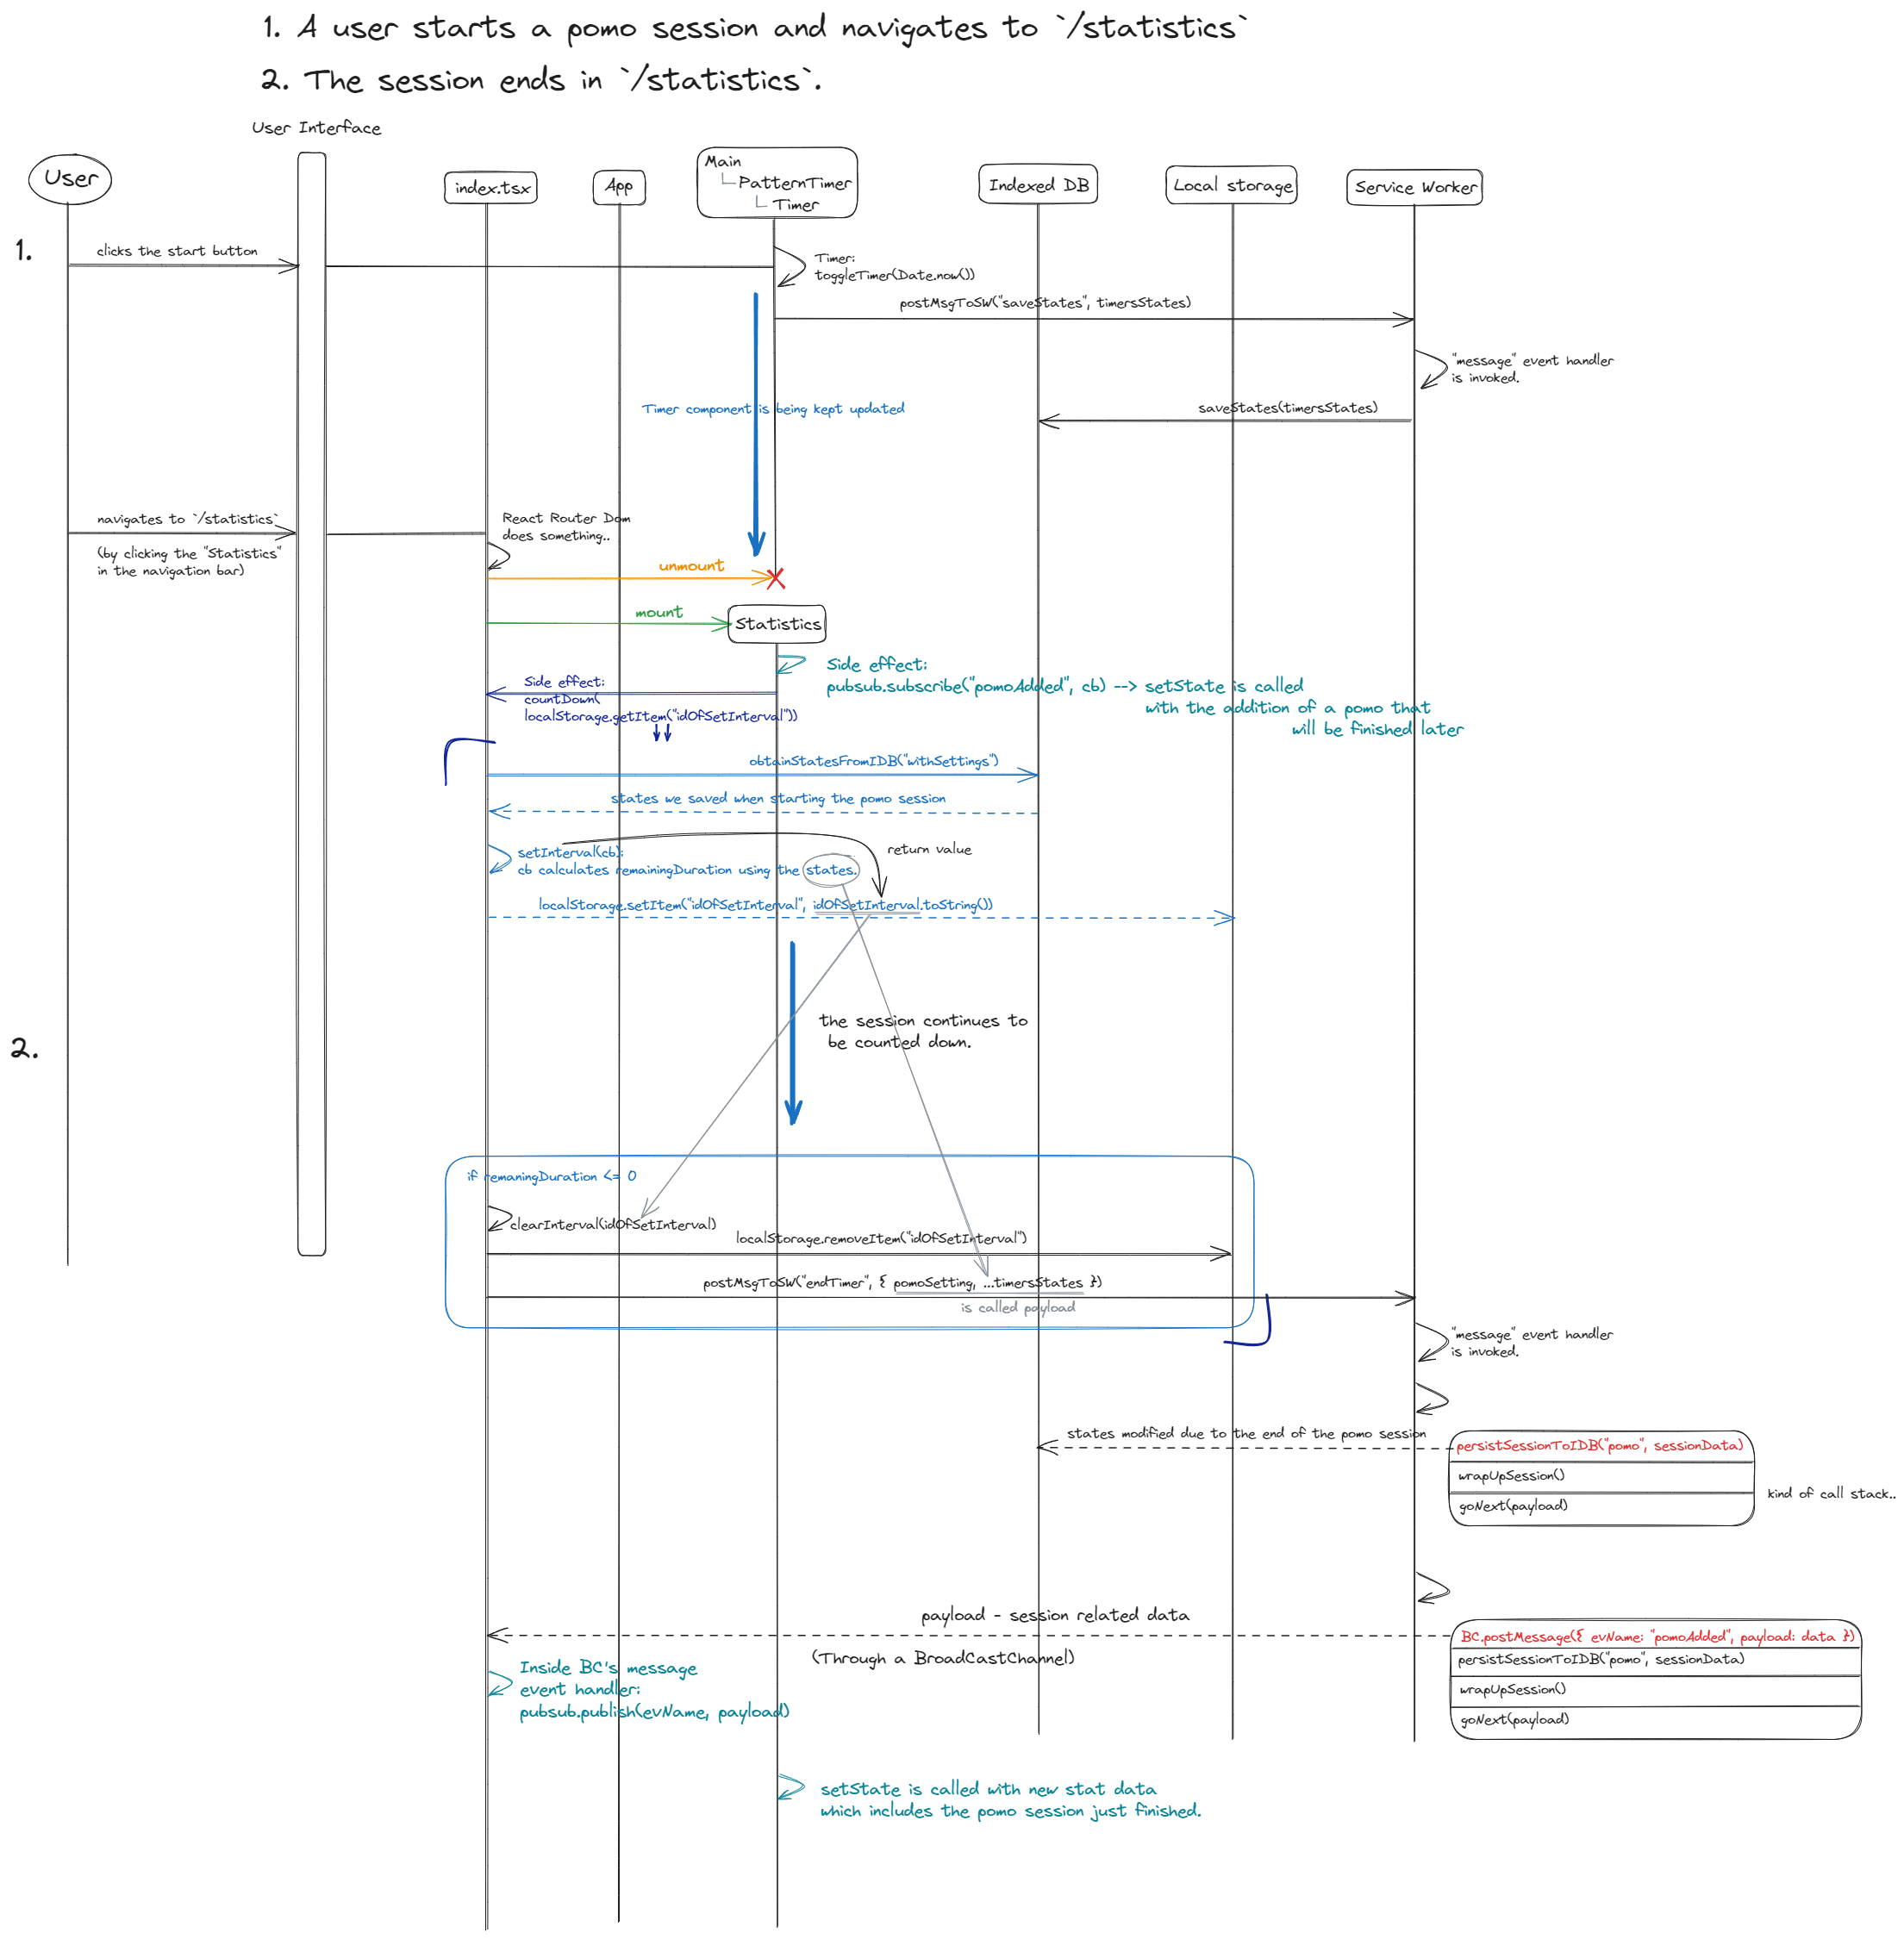 1. A user starts a pomo session and navigates to `/statistics`
2. The session ends in `/statistics`.
User Interface
User
index.tsx
App
Main
PatternTimer
Timer
Indexed DB
Local storage
Service Worker
1.
clicks the start button
Timer:
toggleTimer(Date.now())
postMsgToSW("saveStates", timersStates)
"message" event handler
is invoked.
Timer component is being kept updated
saveStates(timersStates)
navigates to `/statistics`
(by clicking the "Statistics"
in the navigation bar)
React Router Dom
does something..
unmount
mount
Statistics
Side effect:
pubsub.subscribe("pomoAdded", cb) --> setState is called
with the addition of a pomo that
will be finished later
Side effect:
countDown(
localStorage.getItem("idOfSetInterval"))
obtainStatesFromIDB("withSettings")
states we saved when starting the pomo session
setInterval(cb):
cb calculates remainingDuration using the states.
return value
localStorage.setItem("idOfSetInterval", idOfSetInterval.toString())
the session continues to
be counted down.
2.
if remaningDuration <= 0
clearInterval(idOfSetInterval)
localStorage.removeItem("idOfSetInterval")
postMsgToSW("endTimer", { pomoSetting, ...timersStates })
is called payload
"message" event handler
is invoked.
states modified due to the end of the pomo session
persistSessionToIDB("pomo", sessionData)
wrapUpSession()
goNext(payload)
kind of call stack..
payload - session related data
(Through a BroadCastChannel)
BC.postMessage({ evName: "pomoAdded", payload: data })
persistSessionToIDB("pomo", sessionData)
wrapUpSession()
goNext(payload)
Inside BC's message
event handler:
pubsub.publish(evName, payload)
setState is called with new stat data
which includes the pomo session just finished.